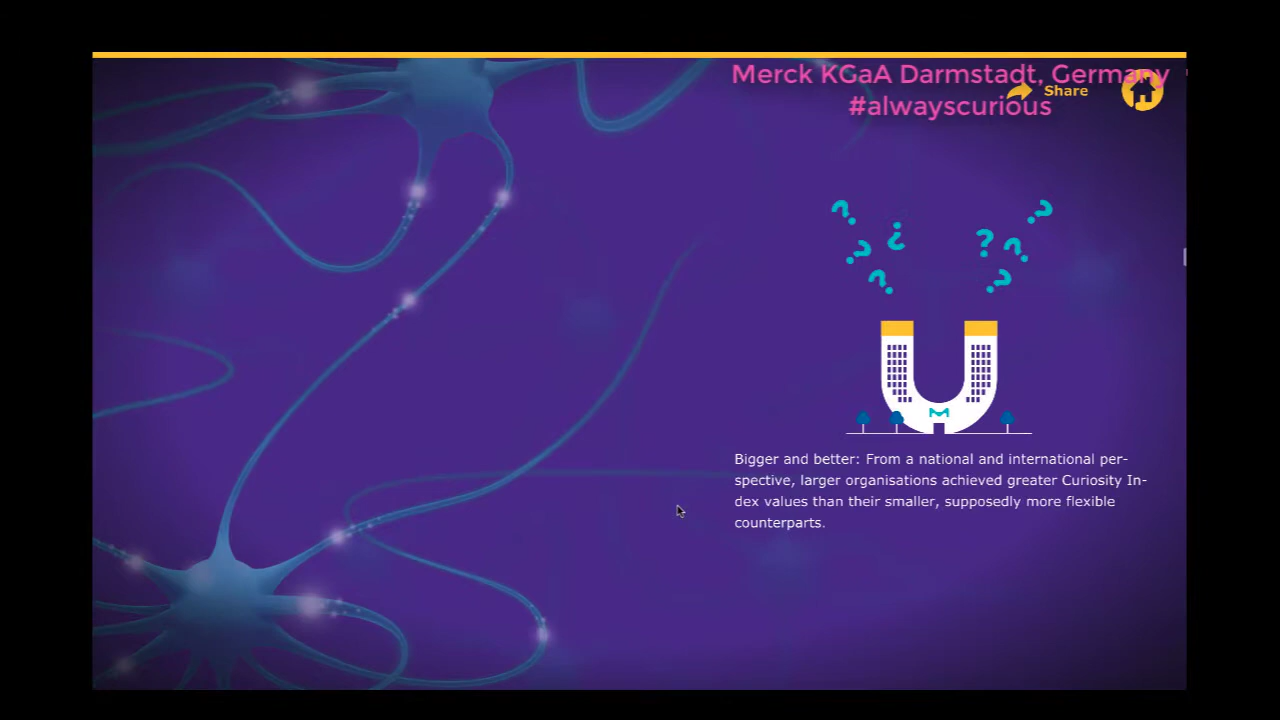 Merck KGaA Darmstadt, Germany
#alwayscurious
Share
Bigger and better: From a national and international per-
spective, larger organisations achieved greater Curiosity In-
dex values than their smaller, supposedly more flexible
counterparts.